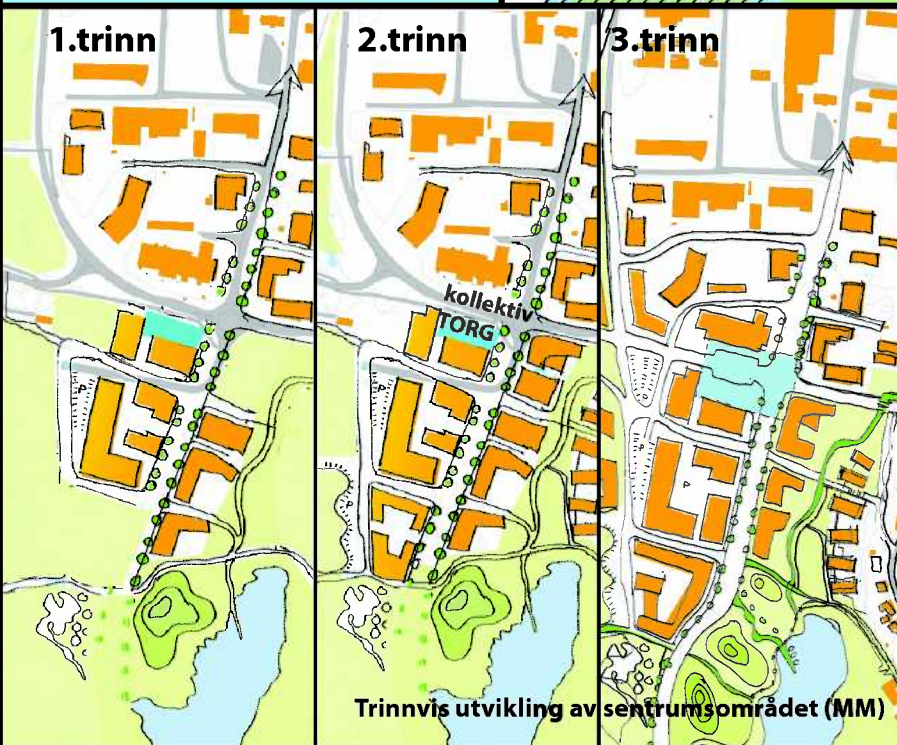 1.trinn
2.trinn
3.trinn
kollektiv
TORG
P
P
P
P
Trinnvis utvikling av sentrumsområdet (MM)